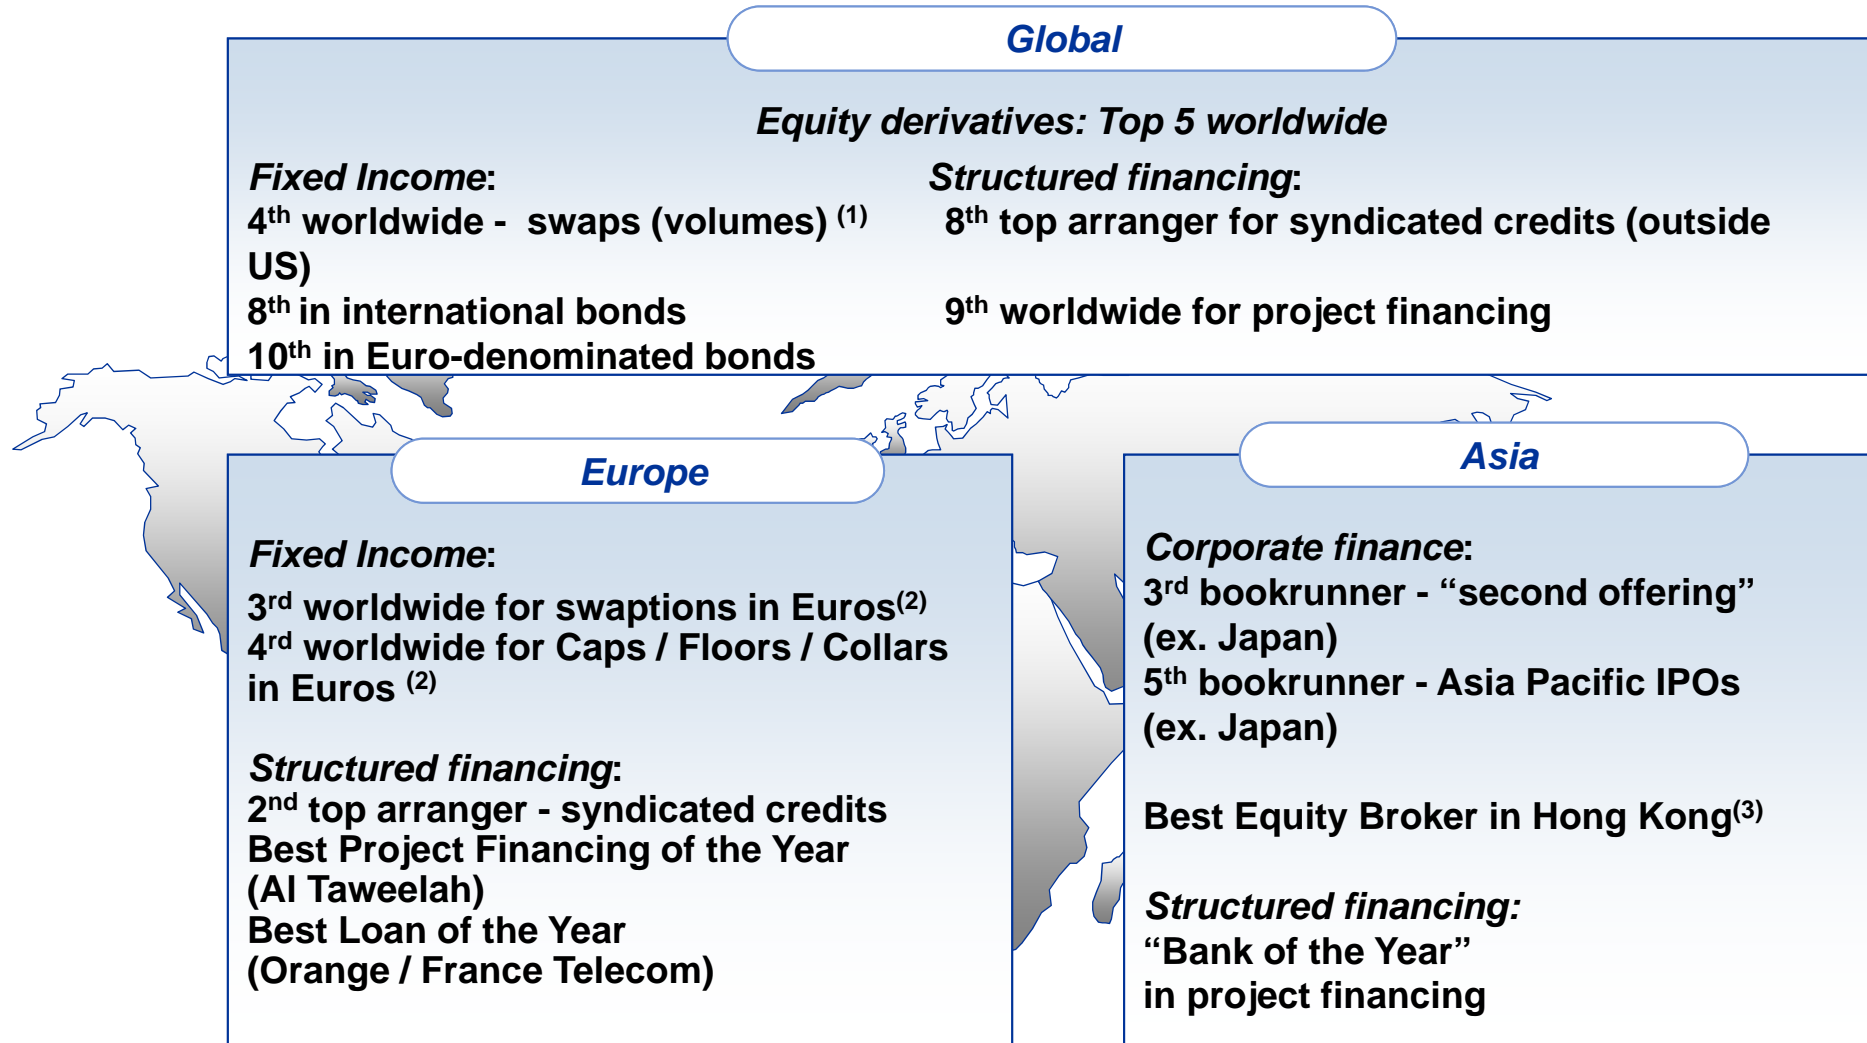 Global
Equity derivatives: Top 5 worldwide
Fixed Income: Structured financing:
4th worldwide - swaps (volumes) (1) 8th top arranger for syndicated credits (outside
US)
8th in international bonds 9th worldwide for project financing
10th in Euro-denominated bonds
Europe
Fixed Income:
3rd worldwide for swaptions in Euros(2)
4rd worldwide for Caps / Floors / Collars
in Euros (2)
Structured financing:
2nd top arranger - syndicated credits
Best Project Financing of the Year
(Al Taweelah)
Best Loan of the Year
(Orange / France Telecom)
Asia
Corporate finance:
3rd bookrunner - “second offering”
(ex. Japan)
5th bookrunner - Asia Pacific IPOs
(ex. Japan)
Best Equity Broker in Hong Kong(3)
Structured financing:
“Bank of the Year”
in project financing